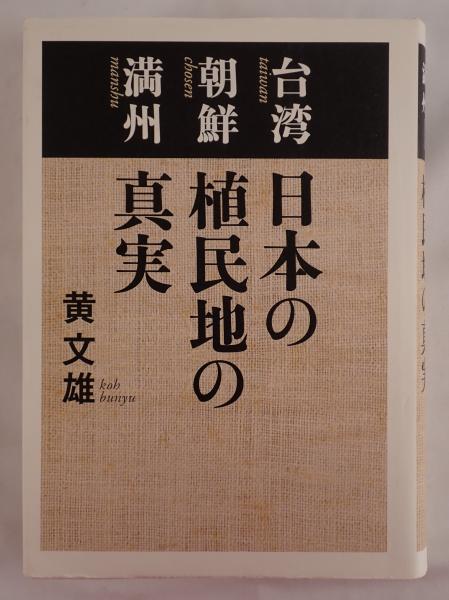 台湾
taiwan
朝鮮
chosen
満州
manshu
日本の
植民地の
真実
黄文雄
koh
bunyu